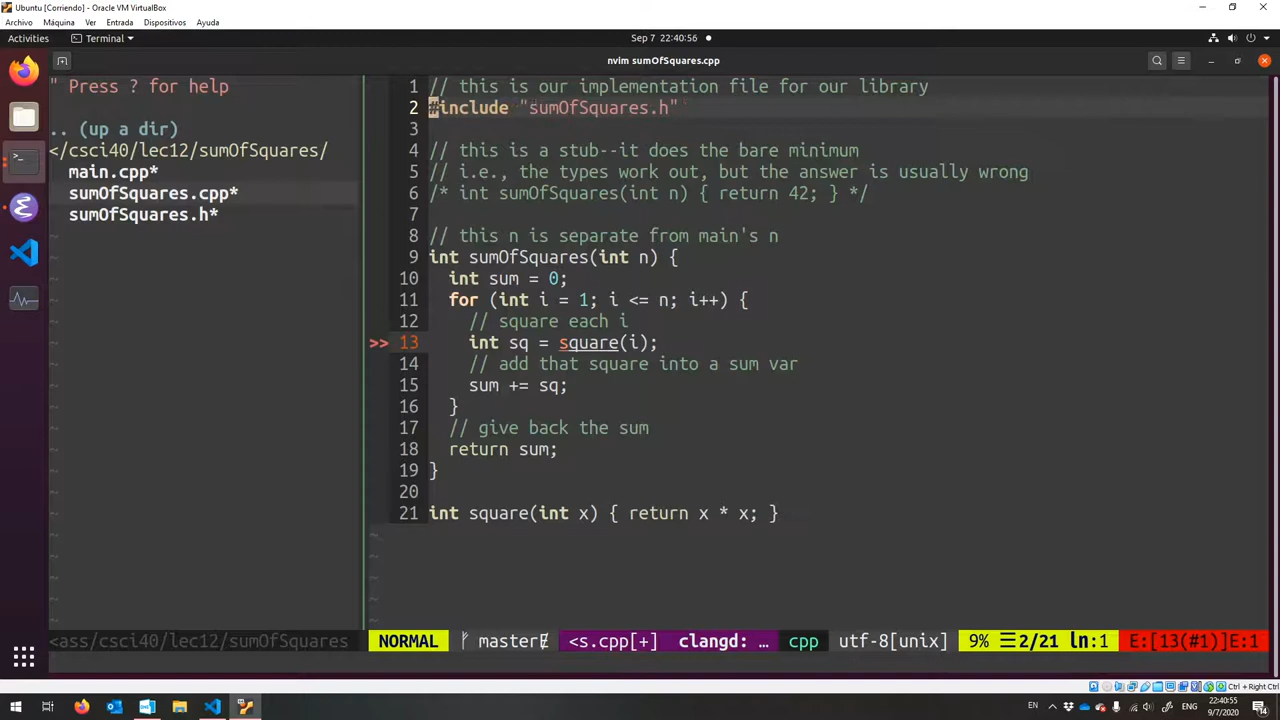 Ubuntu [Corriendo] - Oracle VM VirtualBox
Archivo Máquina Ver Entrada Dispositivos Ayuda
Activities Terminal Sep 7 22:40:56
nvim sumOfSquares.cpp
" Press ? for help
.. (up a dir)
</csci40/lec12/sumOfSquares/
main.cpp*
sumOfSquares.cpp*
sumOfSquares.h*
1 // this is our implementation file for our library
2 #include "sumOfSquares.h"
3
4 // this is a stub--it does the bare minimum
5 // i.e., the types work out, but the answer is usually wrong
6 /* int sumOfSquares(int n) { return 42; } */
7
8 // this n is separate from main's n
9 int sumOfSquares(int n) {
10 int sum = 0;
11 for (int i = 1; i <= n; i++) {
12 // square each i
>> 13 int sq = square(i);
14 // add that square into a sum var
15 sum += sq;
16 }
17 // give back the sum
18 return sum;
19 }
20
21 int square(int x) { return x * x; }
<ass/csci40/lec12/sumOfSquares NORMAL master <s.cpp[+] clangd: … cpp utf-8[unix] 9% ☰2/21 ln:1 E:[13(#1)]E:1
Ctrl + Right Ctrl
EN ENG 22:40:55
9/7/2020 14